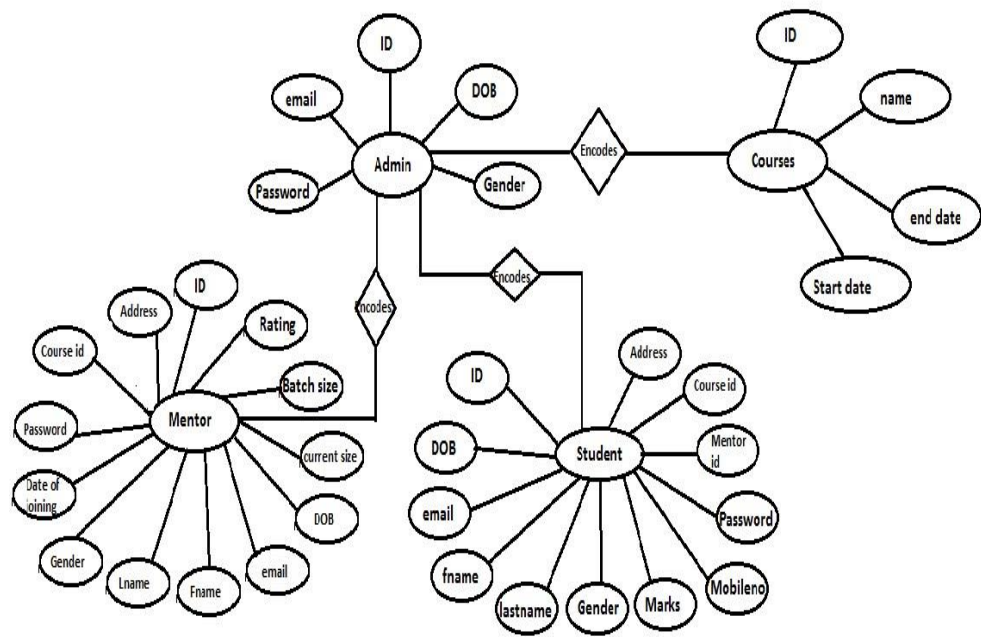 ID
ID
email
DOB
name
Admin
Encodes
Courses
Password
Gender
end date
Encodes
Start date
ID
Address
Encodes
Rating
Course id
Address
ID
Batch size
Course id
Mentor
Password
Mentor
id
DOB
Student
current size
Date of
joining
Password
email
DOB
Gender
email
fname
Lname
Fname
Mobileno
lastname
Gender
Marks